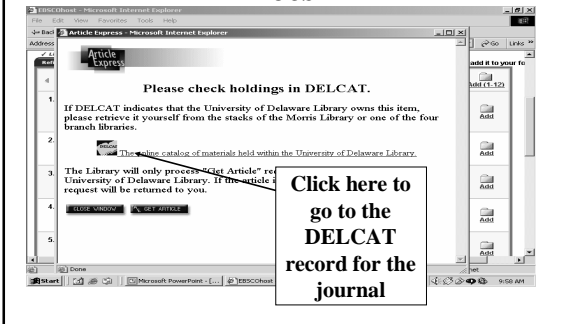 EBSCOhost - Microsoft Internet Explorer
File Edit View Favorites Tools Help
Back
Article Express - Microsoft Internet Explorer
Address
Go Links »
Article
Express
add it to your fo
Add (1-12)
Please check holdings in DELCAT.
1.
If DELCAT indicates that the University of Delaware Library owns this item,
please retrieve it yourself from the stacks of the Morris Library or one of the four
branch libraries.
Add
2.
DELCAT
The online catalog of materials held within the University of Delaware Library.
Add
3.
The Library will only process "Get Article" re
University of Delaware Library. If the article i
request will be returned to you.
Add
4.
CLOSE WINDOW
GET ARTICLE
Add
5.
Add
Click here to
go to the
DELCAT
record for the
journal
Done
Start
Microsoft PowerPoint - [...
EBSCOhost
9:58 AM